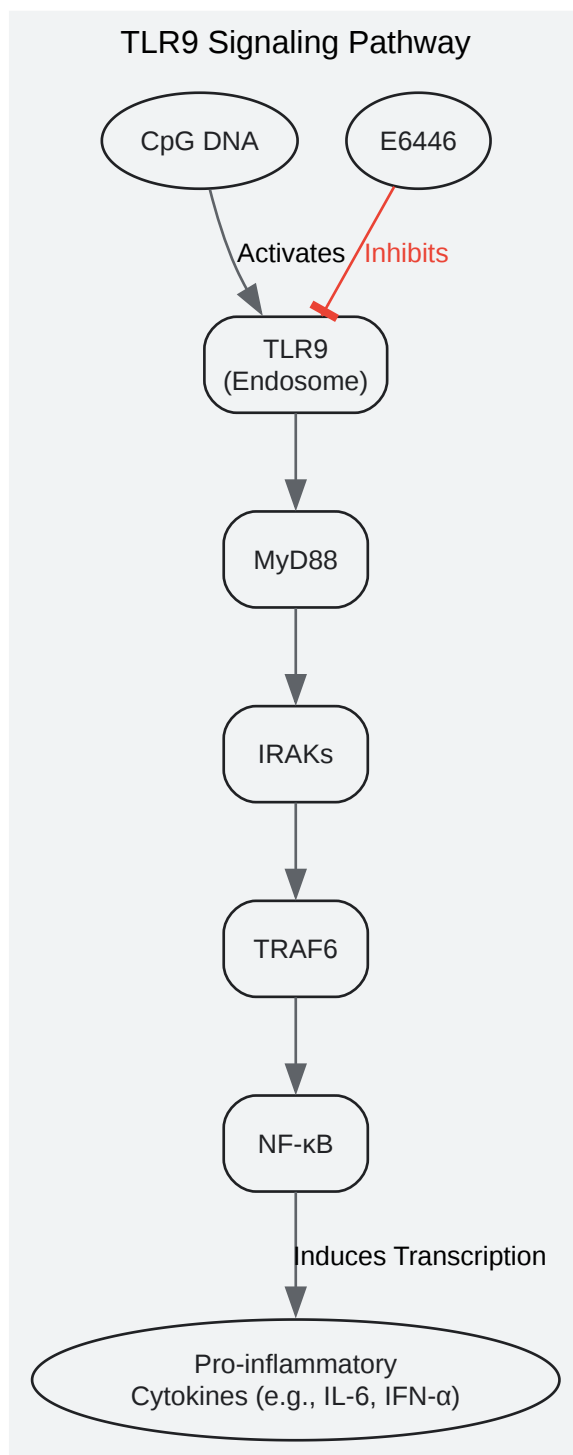 TLR9 Signaling Pathway
CpG DNA
E6446
Activates
Inhibits
TLR9
(Endosome)
MyD88
IRAKs
TRAF6
NF-κB
Induces Transcription
Pro-inflammatory
Cytokines (e.g., IL-6, IFN-α)